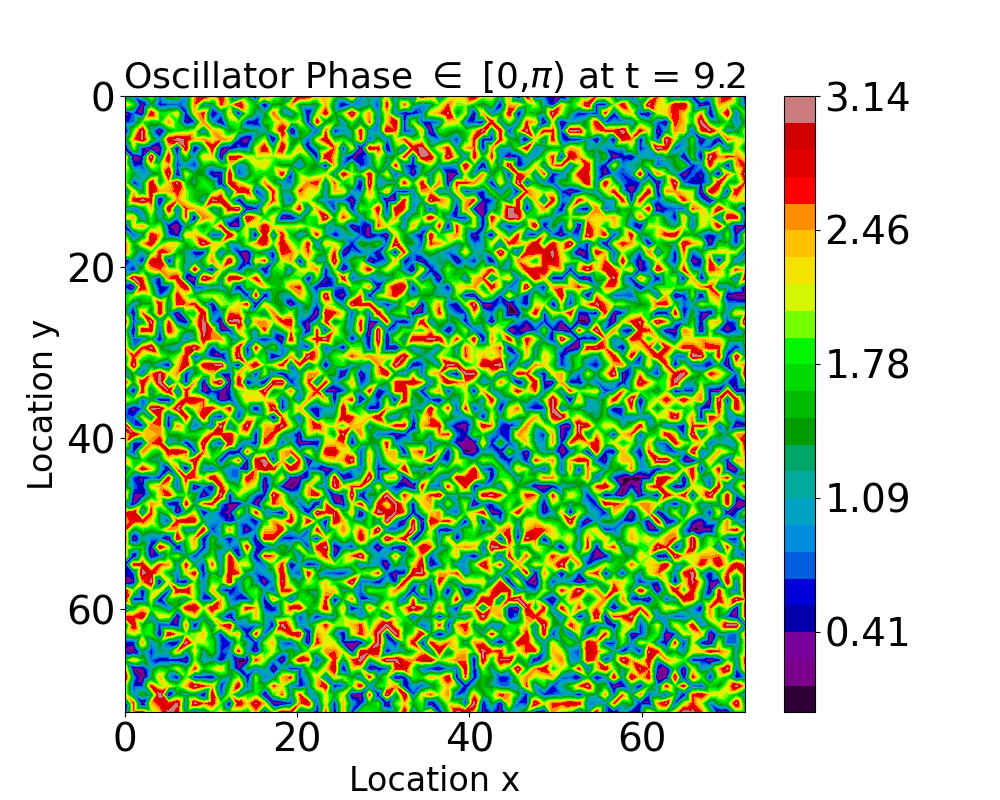 Oscillator Phase ∈ [0,π) at t = 9.2
0
20
40
60
Location y
0 20 40 60
Location x
3.14
2.46
1.78
1.09
0.41